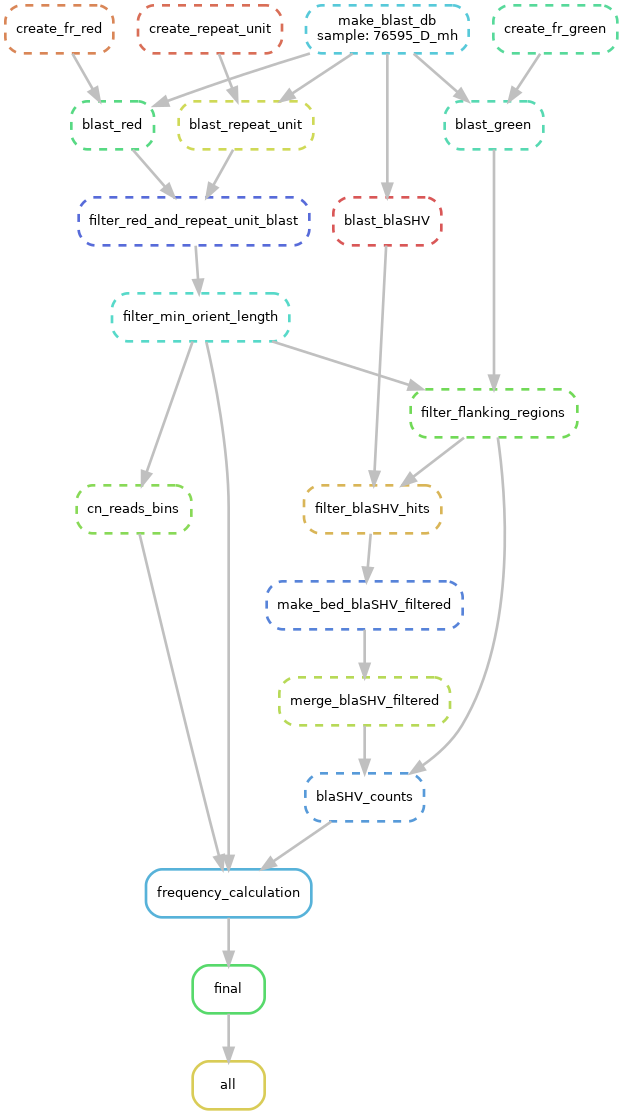 create_fr_red
create_repeat_unit
make_blast_db
sample: 76595_D_mh
create_fr_green
blast_red
blast_repeat_unit
blast_green
filter_red_and_repeat_unit_blast
blast_blaSHV
filter_min_orient_length
filter_flanking_regions
cn_reads_bins
filter_blaSHV_hits
make_bed_blaSHV_filtered
merge_blaSHV_filtered
blaSHV_counts
frequency_calculation
final
all